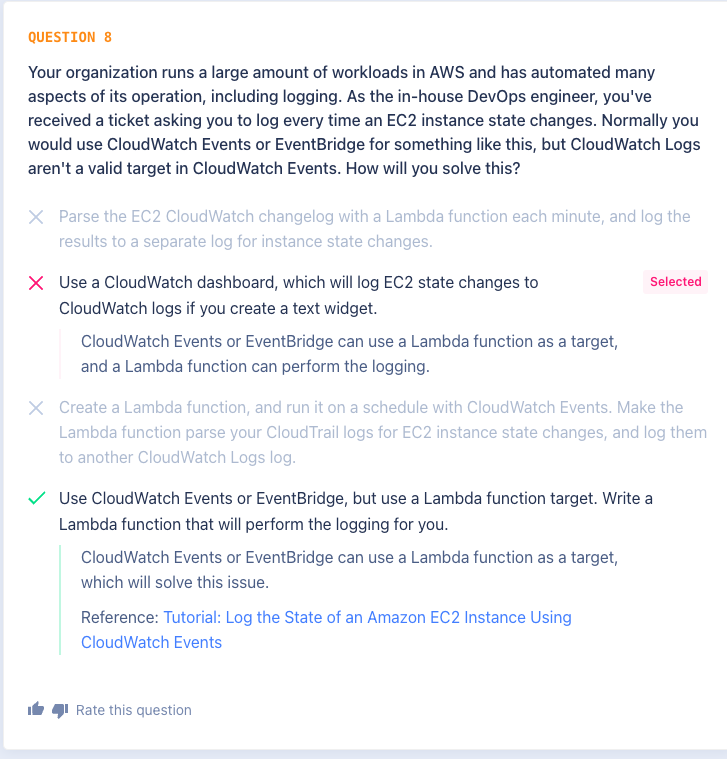 QUESTION 8
Your organization runs a large amount of workloads in AWS and has automated many
aspects of its operation, including logging. As the in-house DevOps engineer, you've
received a ticket asking you to log every time an EC2 instance state changes. Normally you
would use CloudWatch Events or EventBridge for something like this, but CloudWatch Logs
aren't a valid target in CloudWatch Events. How will you solve this?
Parse the EC2 CloudWatch changelog with a Lambda function each minute, and log the
results to a separate log for instance state changes.
Use a CloudWatch dashboard, which will log EC2 state changes to
CloudWatch logs if you create a text widget.
Selected
CloudWatch Events or EventBridge can use a Lambda function as a target,
and a Lambda function can perform the logging.
Create a Lambda function, and run it on a schedule with CloudWatch Events. Make the
Lambda function parse your CloudTrail logs for EC2 instance state changes, and log them
to another CloudWatch Logs log.
Use CloudWatch Events or EventBridge, but use a Lambda function target. Write a
Lambda function that will perform the logging for you.
CloudWatch Events or EventBridge can use a Lambda function as a target,
which will solve this issue.
Reference: Tutorial: Log the State of an Amazon EC2 Instance Using
CloudWatch Events
Rate this question